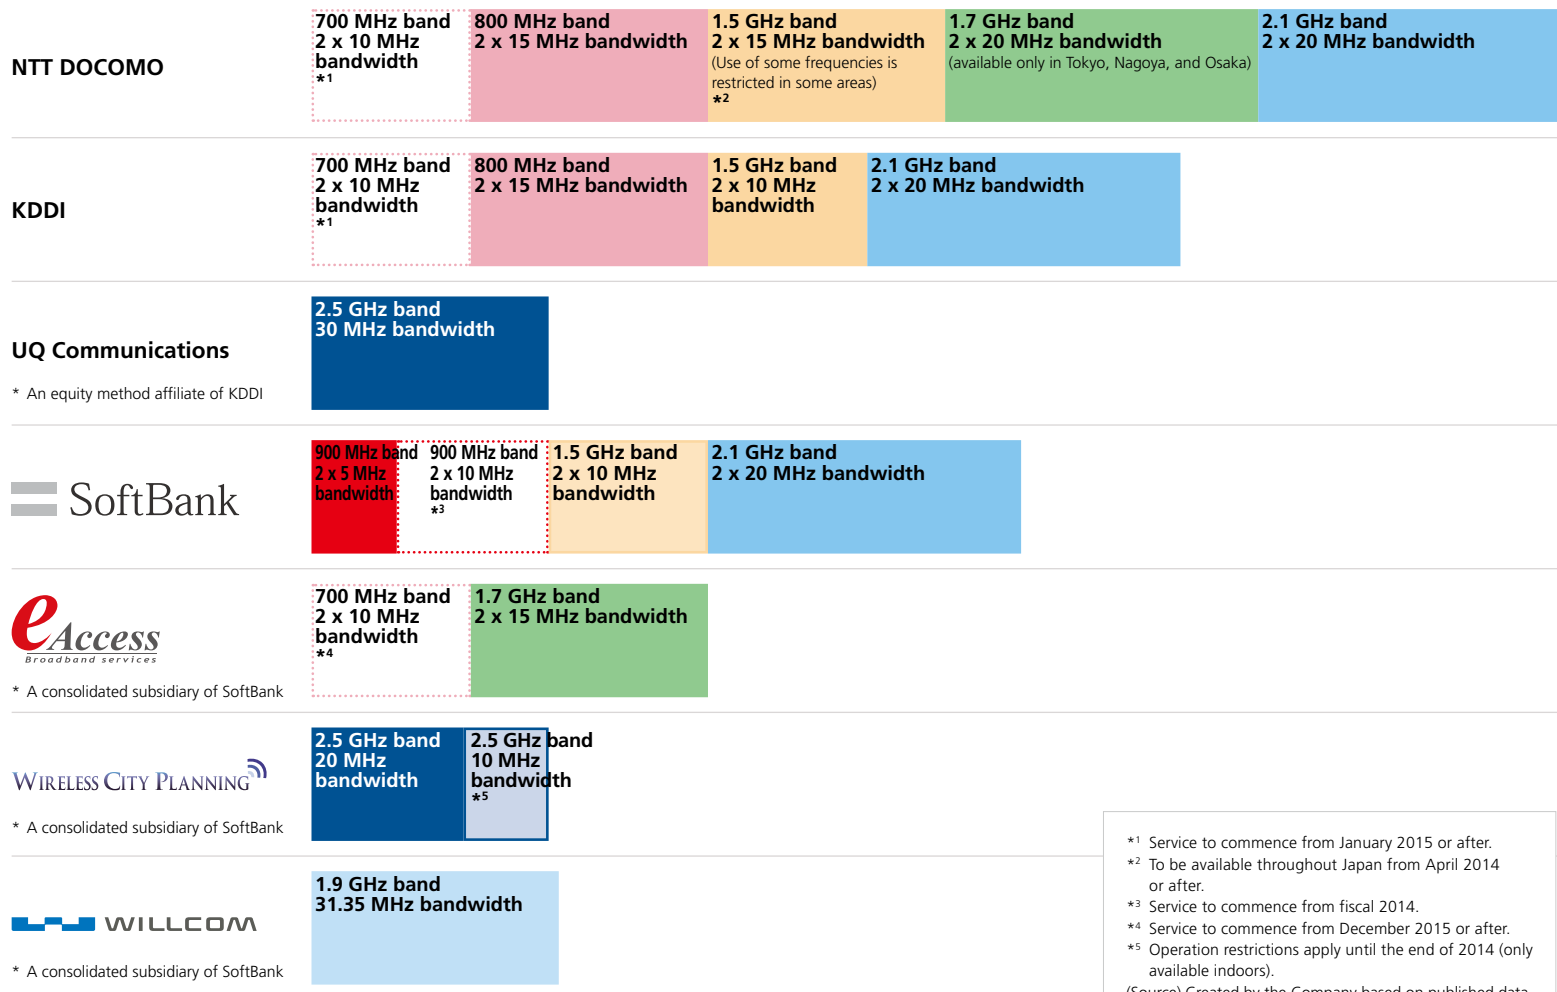 NTT DOCOMO
700 MHz band
2 x 10 MHz
bandwidth
*1
800 MHz band
2 x 15 MHz bandwidth
1.5 GHz band
2 x 15 MHz bandwidth
(Use of some frequencies is
restricted in some areas)
*2
1.7 GHz band
2 x 20 MHz bandwidth
(available only in Tokyo, Nagoya, and Osaka)
2.1 GHz band
2 x 20 MHz bandwidth
KDDI
700 MHz band
2 x 10 MHz
bandwidth
*1
800 MHz band
2 x 15 MHz bandwidth
1.5 GHz band
2 x 10 MHz
bandwidth
2.1 GHz band
2 x 20 MHz bandwidth
UQ Communications
* An equity method affiliate of KDDI
2.5 GHz band
30 MHz bandwidth
SoftBank
900 MHz band
2 x 5 MHz
bandwidth
900 MHz band
2 x 10 MHz
bandwidth
*3
1.5 GHz band
2 x 10 MHz
bandwidth
2.1 GHz band
2 x 20 MHz bandwidth
eAccess
Broadband services
* A consolidated subsidiary of SoftBank
700 MHz band
2 x 10 MHz
bandwidth
*4
1.7 GHz band
2 x 15 MHz bandwidth
WIRELESS CITY PLANNING
* A consolidated subsidiary of SoftBank
2.5 GHz band
20 MHz
bandwidth
2.5 GHz band
10 MHz
bandwidth
*5
WILLCOM
* A consolidated subsidiary of SoftBank
1.9 GHz band
31.35 MHz bandwidth
*1 Service to commence from January 2015 or after.
*2 To be available throughout Japan from April 2014
or after.
*3 Service to commence from fiscal 2014.
*4 Service to commence from December 2015 or after.
*5 Operation restrictions apply until the end of 2014 (only
available indoors).
(Source) Created by the Company based on published data